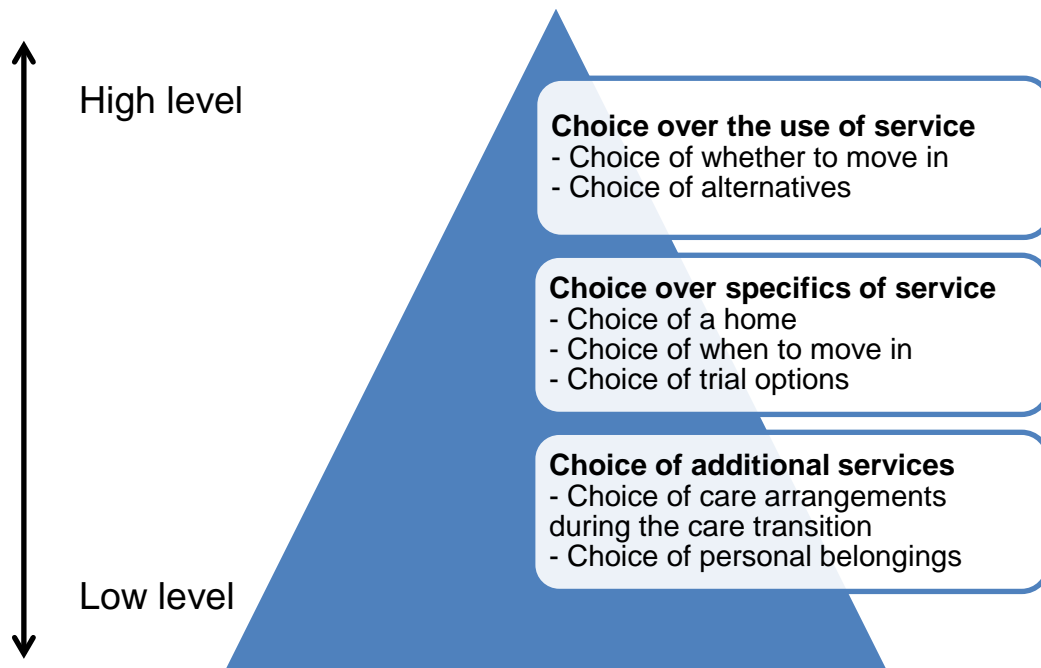 High level
Choice over the use of service
- Choice of whether to move in
- Choice of alternatives
Choice over specifics of service
- Choice of a home
- Choice of when to move in
- Choice of trial options
Choice of additional services
- Choice of care arrangements
during the care transition
- Choice of personal belongings
Low level